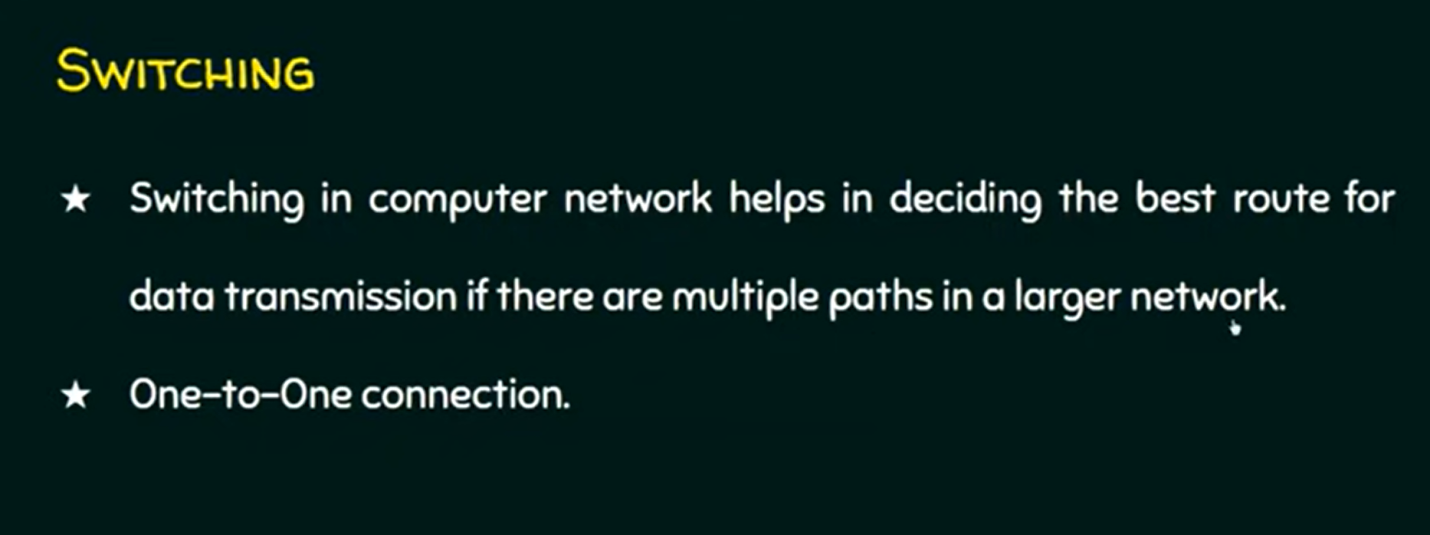 SWITCHING
★ Switching in computer network helps in deciding the best route for
data transmission if there are multiple paths in a larger network.
★ One-to-One connection.